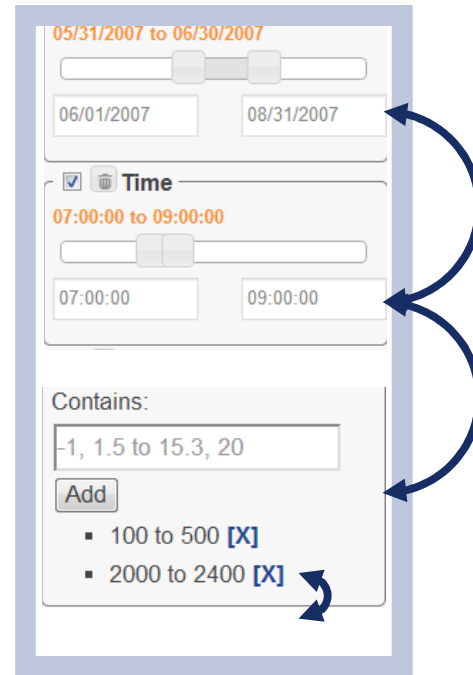 05/31/2007 to 06/30/2007
06/01/2007 08/31/2007
Time
07:00:00 to 09:00:00
07:00:00 09:00:00
Contains:
-1, 1.5 to 15.3, 20
Add
100 to 500 [X]
2000 to 2400 [X]